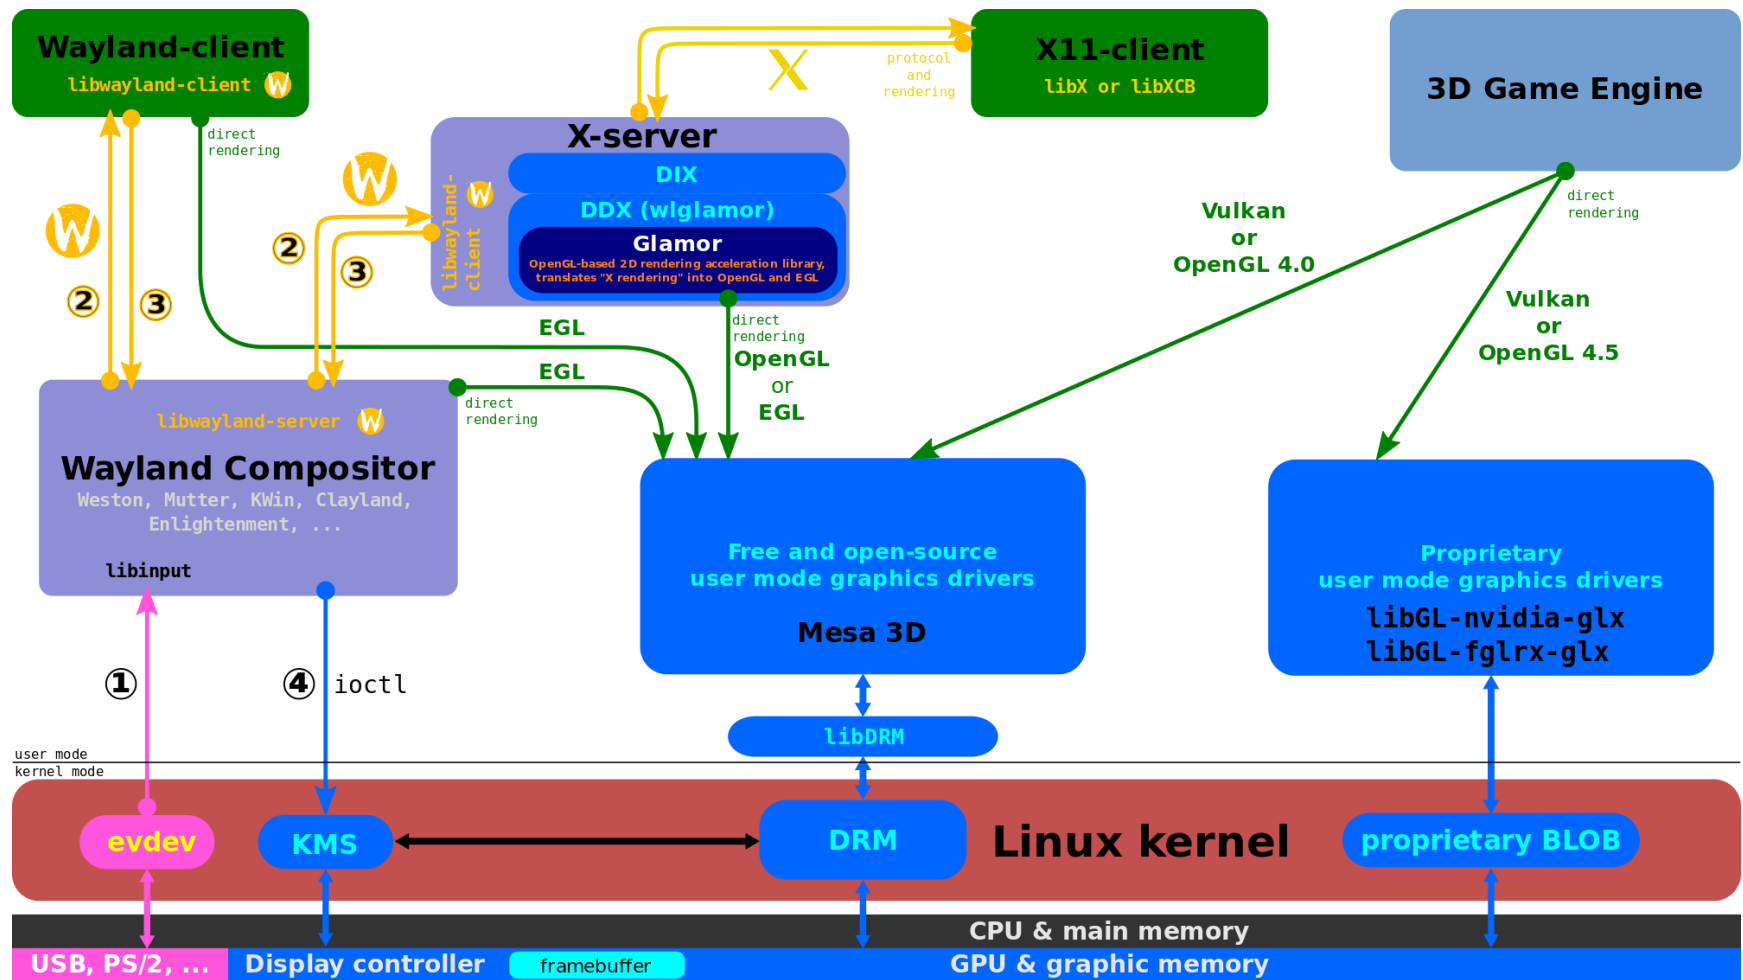 Wayland-client
libwayland-client
direct
rendering
②
③
X
protocol
and
rendering
X11-client
libX or libXCB
3D Game Engine
direct
rendering
X-server
libwayland-
client
DIX
DDX (wlglamor)
Glamor
OpenGL-based 2D rendering acceleration library,
translates "X rendering" into OpenGL and EGL
W
W
②
③
EGL
EGL
direct
rendering
OpenGL
or
EGL
Vulkan
or
OpenGL 4.0
Vulkan
or
OpenGL 4.5
libwayland-server
direct
rendering
Wayland Compositor
Weston, Mutter, KWin, Clayland,
Enlightenment, ...
libinput
Free and open-source
user mode graphics drivers
Mesa 3D
Proprietary
user mode graphics drivers
libGL-nvidia-glx
libGL-fglrx-glx
①
④ ioctl
libDRM
user mode
kernel mode
evdev
KMS
DRM
Linux kernel
proprietary BLOB
CPU & main memory
USB, PS/2, ...
Display controller
framebuffer
GPU & graphic memory